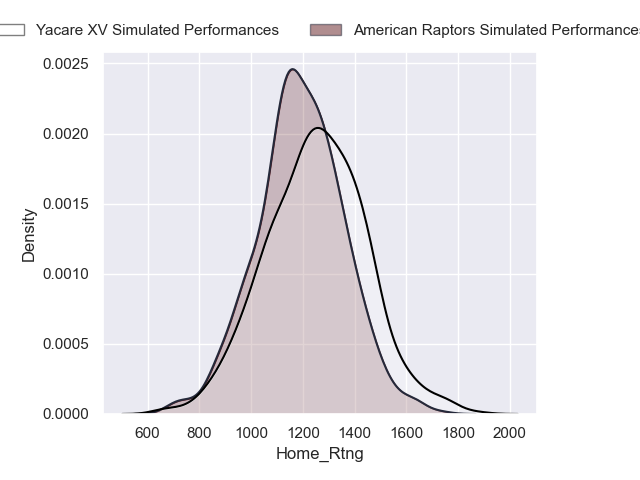 Yacare XV Simulated Performances
American Raptors Simulated Performances
0.0025
0.0020
0.0015
0.0010
0.0005
0.0000
Density
600 800 1000 1200 1400 1600 1800 2000
Home_Rtng